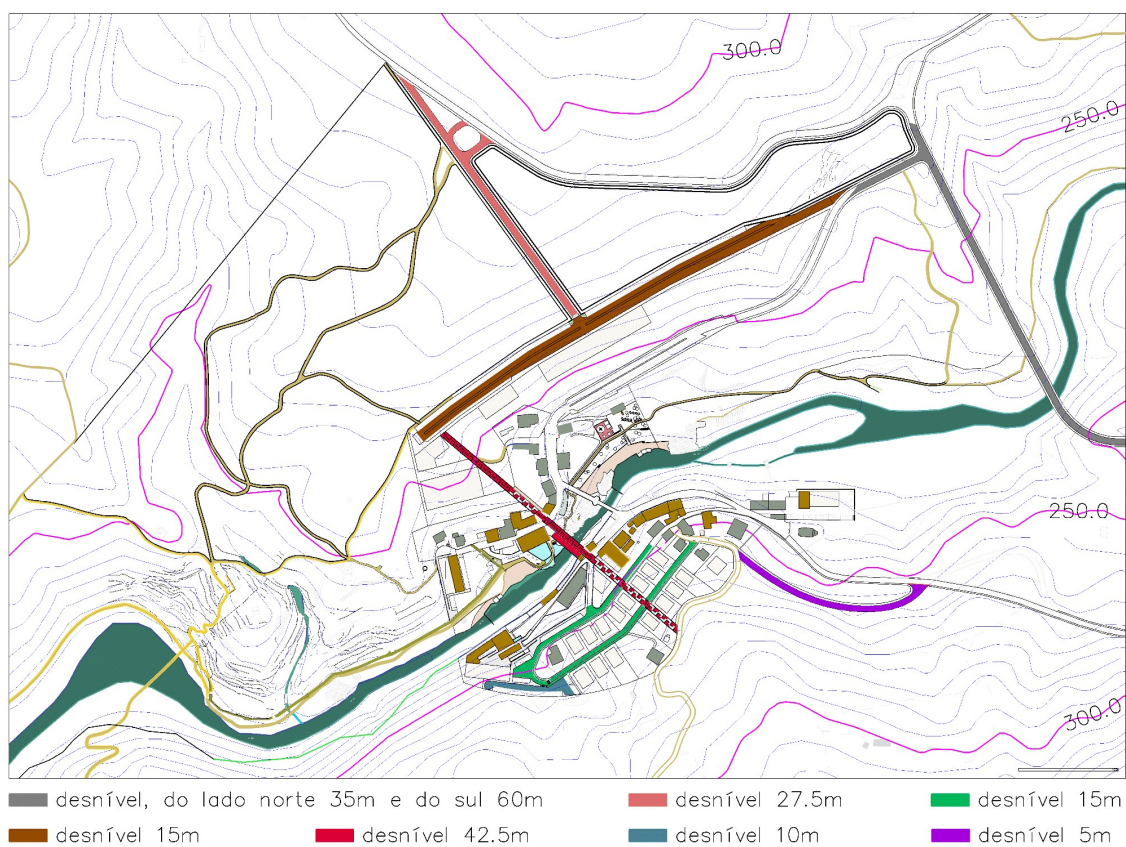 300.0
250.0
250.0
300.0
desnível, do lado norte 35m e do sul 60m
desnível 27.5m
desnível 15m
desnível 15m
desnível 42.5m
desnível 10m
desnível 5m